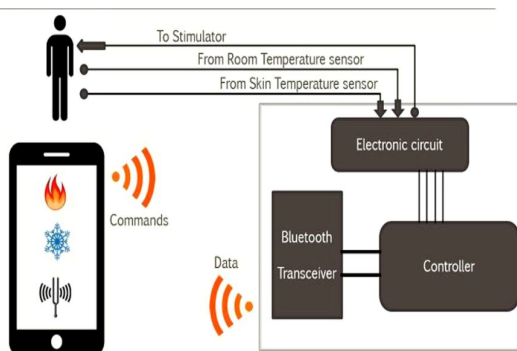 To Stimulator
From Room Temperature sensor
From Skin Temperature sensor
Electronic circuit
Commands
Bluetooth
Transceiver
Controller
Data